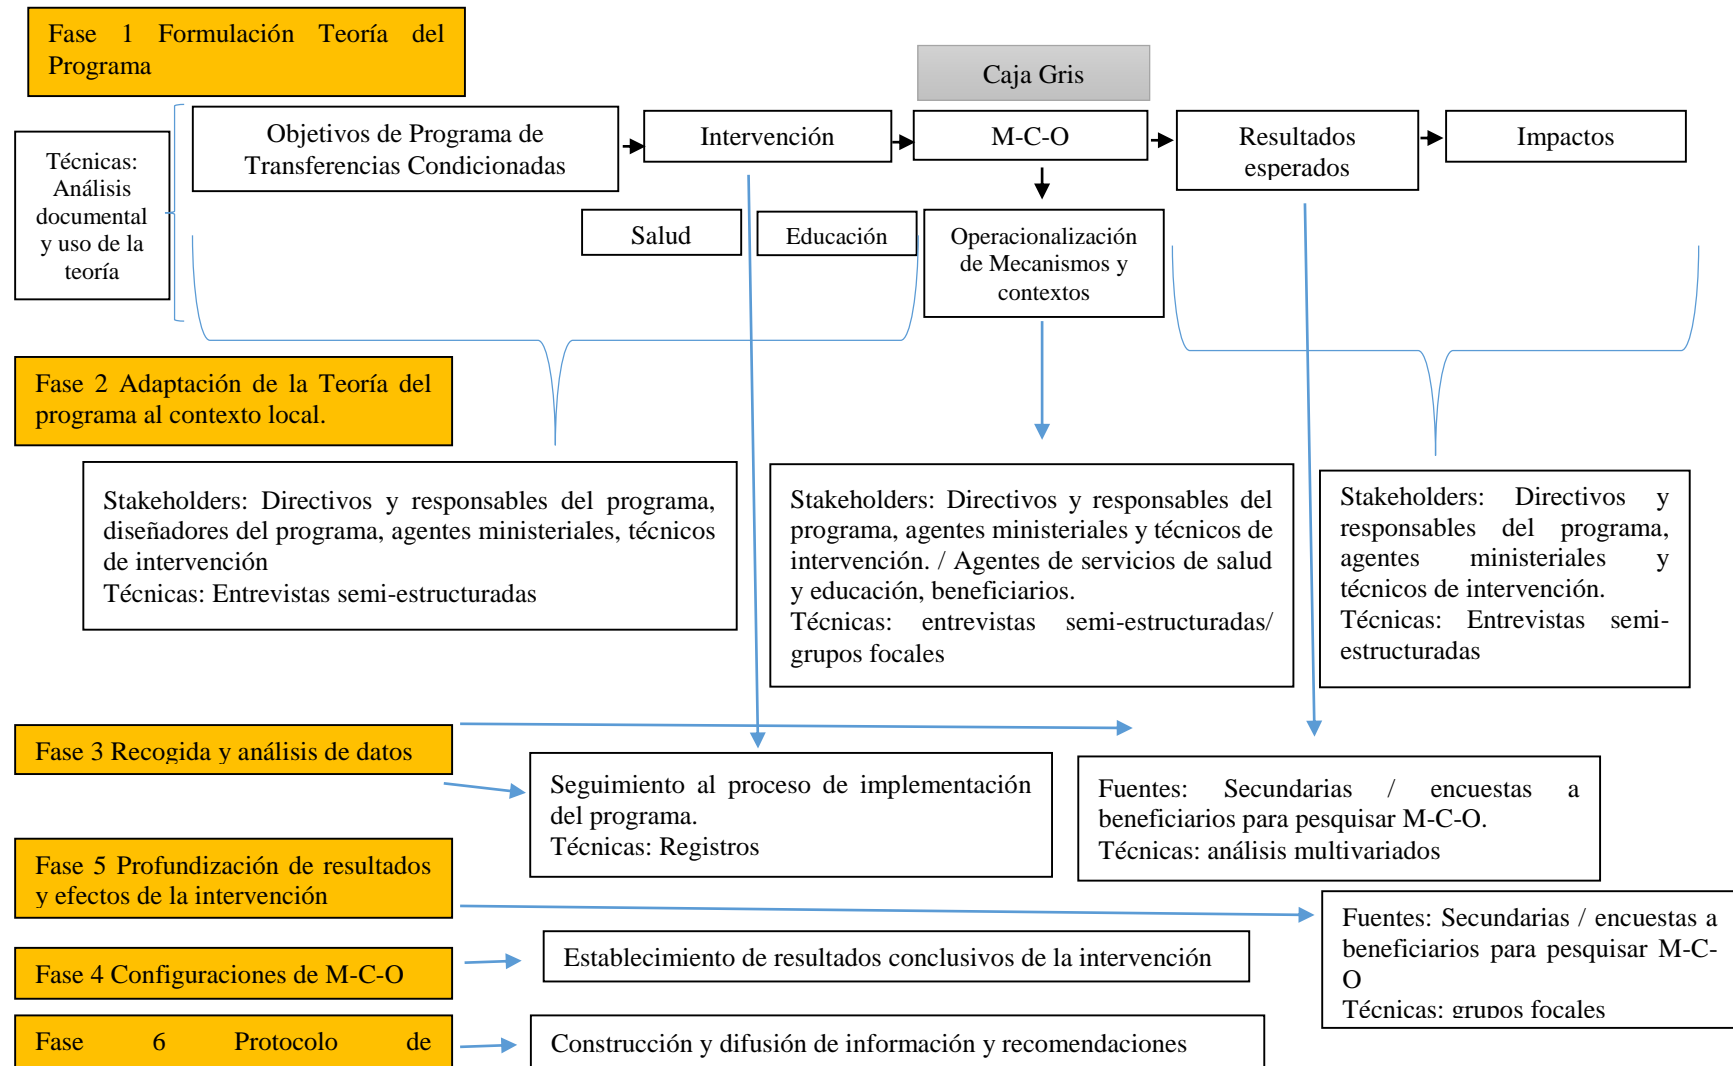 Fase 1 Formulación Teoría del
Programa
Caja Gris
Técnicas:
Análisis
documental
y uso de la
teoría
Objetivos de Programa de
Transferencias Condicionadas
Intervención
M-C-O
Resultados
esperados
Impactos
Salud
Educación
Operacionalización
de Mecanismos y
contextos
Fase 2 Adaptación de la Teoría del
programa al contexto local.
Stakeholders: Directivos y responsables del programa,
diseñadores del programa, agentes ministeriales, técnicos
de intervención
Técnicas: Entrevistas semi-estructuradas
Stakeholders: Directivos y responsables del
programa, agentes ministeriales y técnicos de
intervención. / Agentes de servicios de salud
y educación, beneficiarios.
Técnicas: entrevistas semi-estructuradas/
grupos focales
Stakeholders: Directivos y
responsables del programa,
agentes ministeriales y
técnicos de intervención.
Técnicas: Entrevistas semi-
estructuradas
Fase 3 Recogida y análisis de datos
Seguimiento al proceso de implementación
del programa.
Técnicas: Registros
Fuentes: Secundarias / encuestas a
beneficiarios para pesquisar M-C-O.
Técnicas: análisis multivariados
Fase 5 Profundización de resultados
y efectos de la intervención
Fuentes: Secundarias / encuestas a
beneficiarios para pesquisar M-C-
O
Técnicas: grupos focales
Fase 4 Configuraciones de M-C-O
Establecimiento de resultados conclusivos de la intervención
Fase 6 Protocolo de
Construcción y difusión de información y recomendaciones